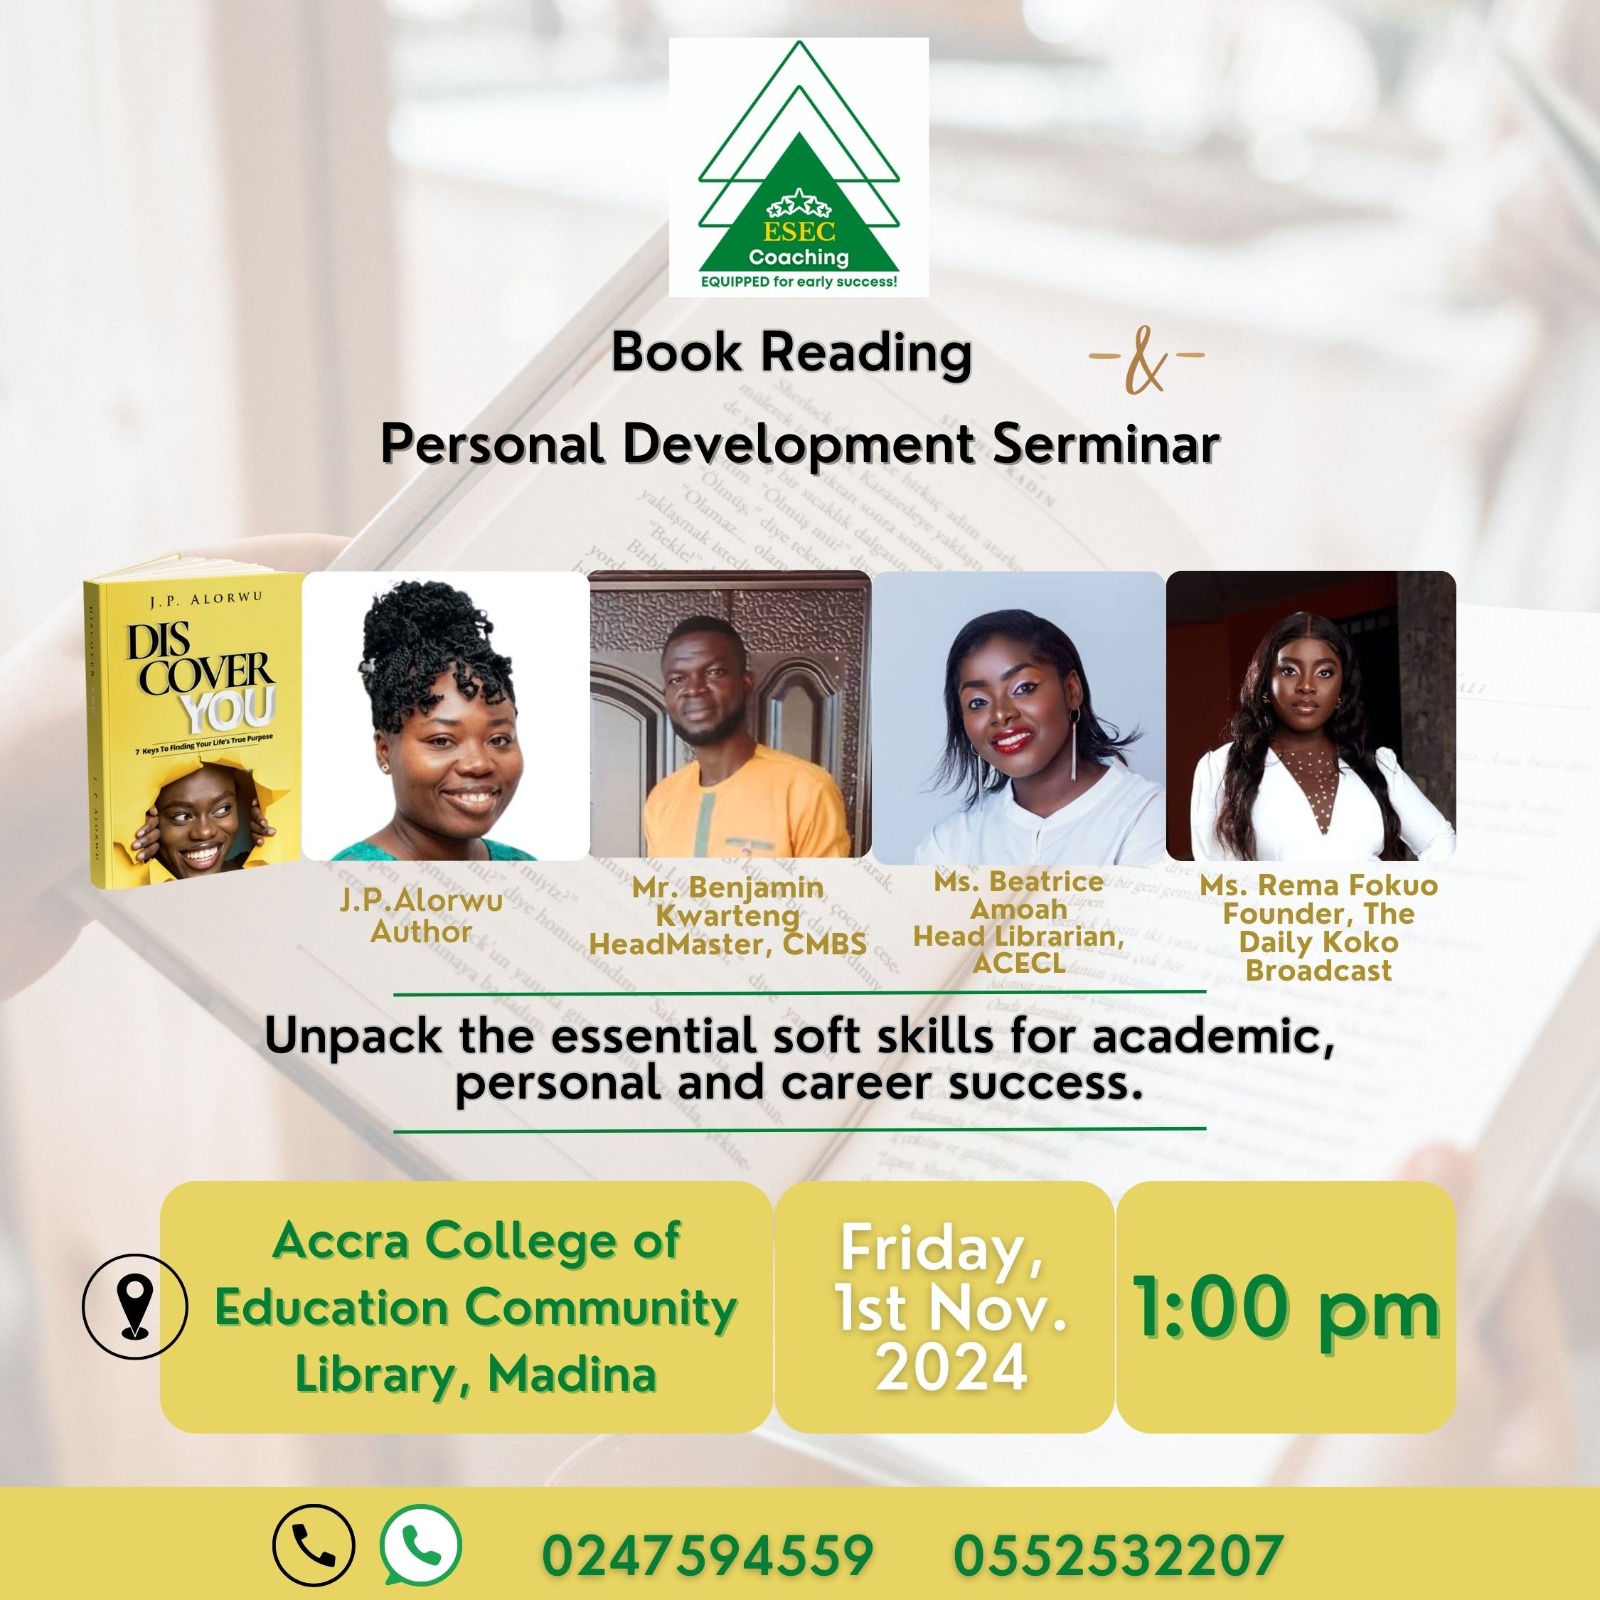 ESEC
Coaching
EQUIPPED for early success!
Book Reading -&-
Personal Development Serminar
J.P. ALORWU
DIS
COVER
YOU
7 Keys To Finding Your Life's True Purpose
J.P.Alorwu
Author
Mr. Benjamin
Kwarteng
HeadMaster, CMBS
Ms. Beatrice
Amoah
Head Librarian,
ACECL
Ms. Rema Fokuo
Founder, The
Daily Koko
Broadcast
Unpack the essential soft skills for academic,
personal and career success.
Accra College of
Education Community
Library, Madina
Friday,
1st Nov.
2024
1:00 pm
0247594559 0552532207